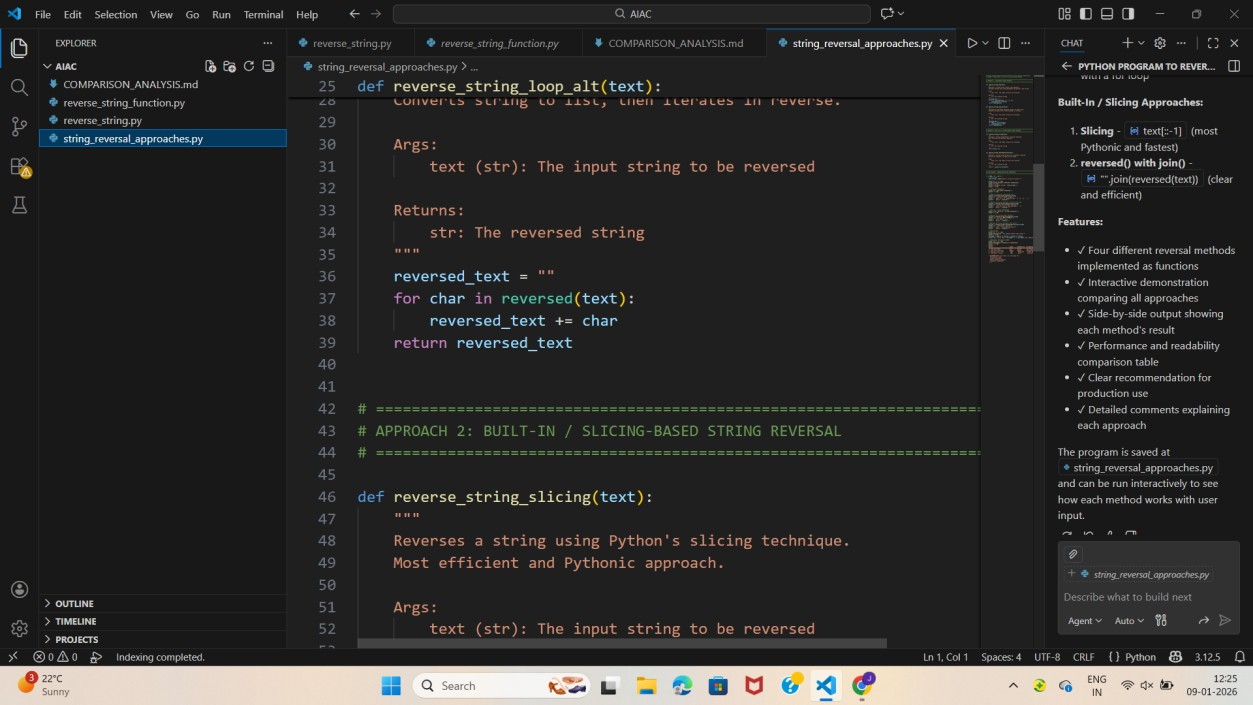 File Edit Selection View Go Run Terminal Help
AIAC
EXPLORER
AIAC
COMPARISON_ANALYSIS.md
reverse_string_function.py
reverse_string.py
string_reversal_approaches.py
OUTLINE
TIMELINE
PROJECTS
reverse_string.py reverse_string_function.py COMPARISON_ANALYSIS.md string_reversal_approaches.py
string_reversal_approaches.py > ...
25 def reverse_string_loop_alt(text):
28 Converts string to list, then iterates in reverse.
29
30 Args:
31 text (str): The input string to be reversed
32
33 Returns:
34 str: The reversed string
35 """
36 reversed_text = ""
37 for char in reversed(text):
38 reversed_text += char
39 return reversed_text
40
41
42 # ===================================================================
43 # APPROACH 2: BUILT-IN / SLICING-BASED STRING REVERSAL
44 # ===================================================================
45
46 def reverse_string_slicing(text):
47 """
48 Reverses a string using Python's slicing technique.
49 Most efficient and Pythonic approach.
50
51 Args:
52 text (str): The input string to be reversed
CHAT
PYTHON PROGRAM TO REVER...
with a for loop
Built-In / Slicing Approaches:
1. Slicing - text[::-1] (most
Pythonic and fastest)
2. reversed() with join() -
"".join(reversed(text)) (clear
and efficient)
Features:
• ✓ Four different reversal methods
implemented as functions
• ✓ Interactive demonstration
comparing all approaches
• ✓ Side-by-side output showing
each method's result
• ✓ Performance and readability
comparison table
• ✓ Clear recommendation for
production use
• ✓ Detailed comments explaining
each approach
The program is saved at
string_reversal_approaches.py
and can be run interactively to see
how each method works with user
input.
string_reversal_approaches.py
Describe what to build next
Agent Auto
0 0 Indexing completed.
Ln 1, Col 1 Spaces: 4 UTF-8 CRLF { } Python 3.12.5
3
22°C
Sunny
Search
J
ENG
IN
12:25
09-01-2026